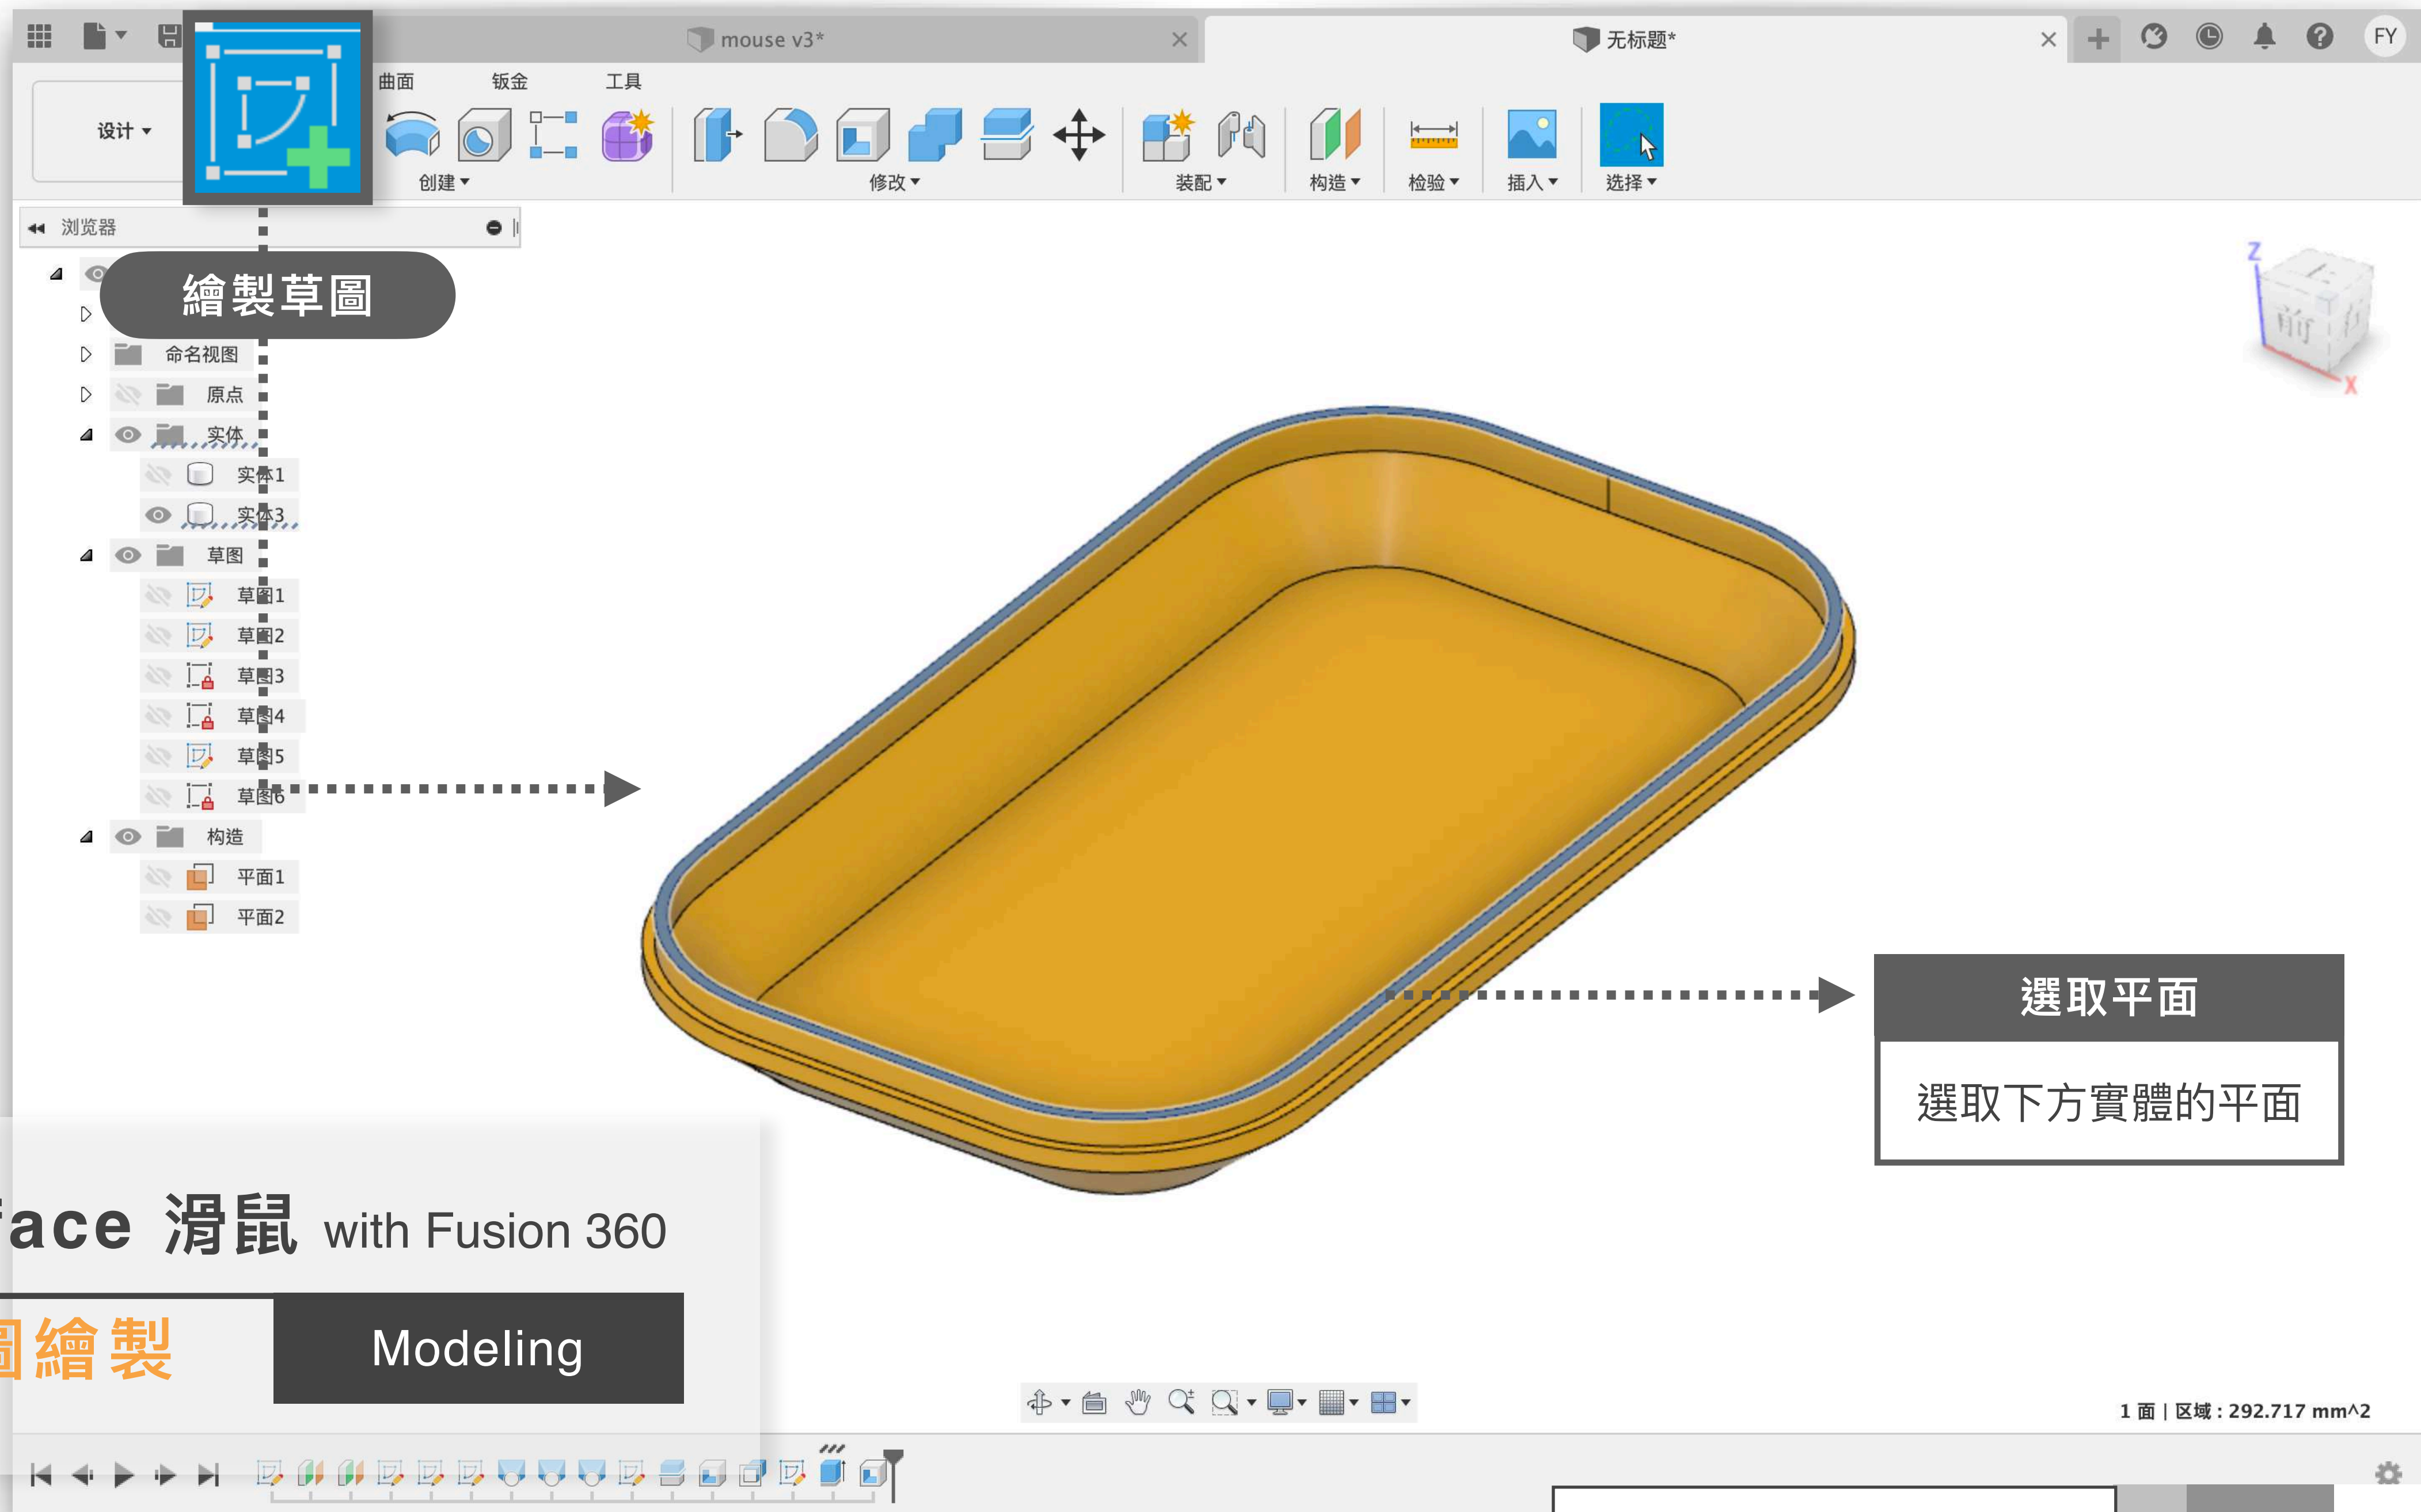 mouse v3*
无标题*
FY
曲面 钣金 工具
设计
创建 修改 装配 构造 检验 插入 选择
浏览器
繪製草圖
命名视图
原点
实体
实体1
实体3
草图
草图1
草图2
草图3
草图4
草图5
草图6
构造
平面1
平面2
Z
前
X
選取平面
選取下方實體的平面
face 滑鼠 with Fusion 360
圖繪製
Modeling
1 面 | 区域 : 292.717 mm^2